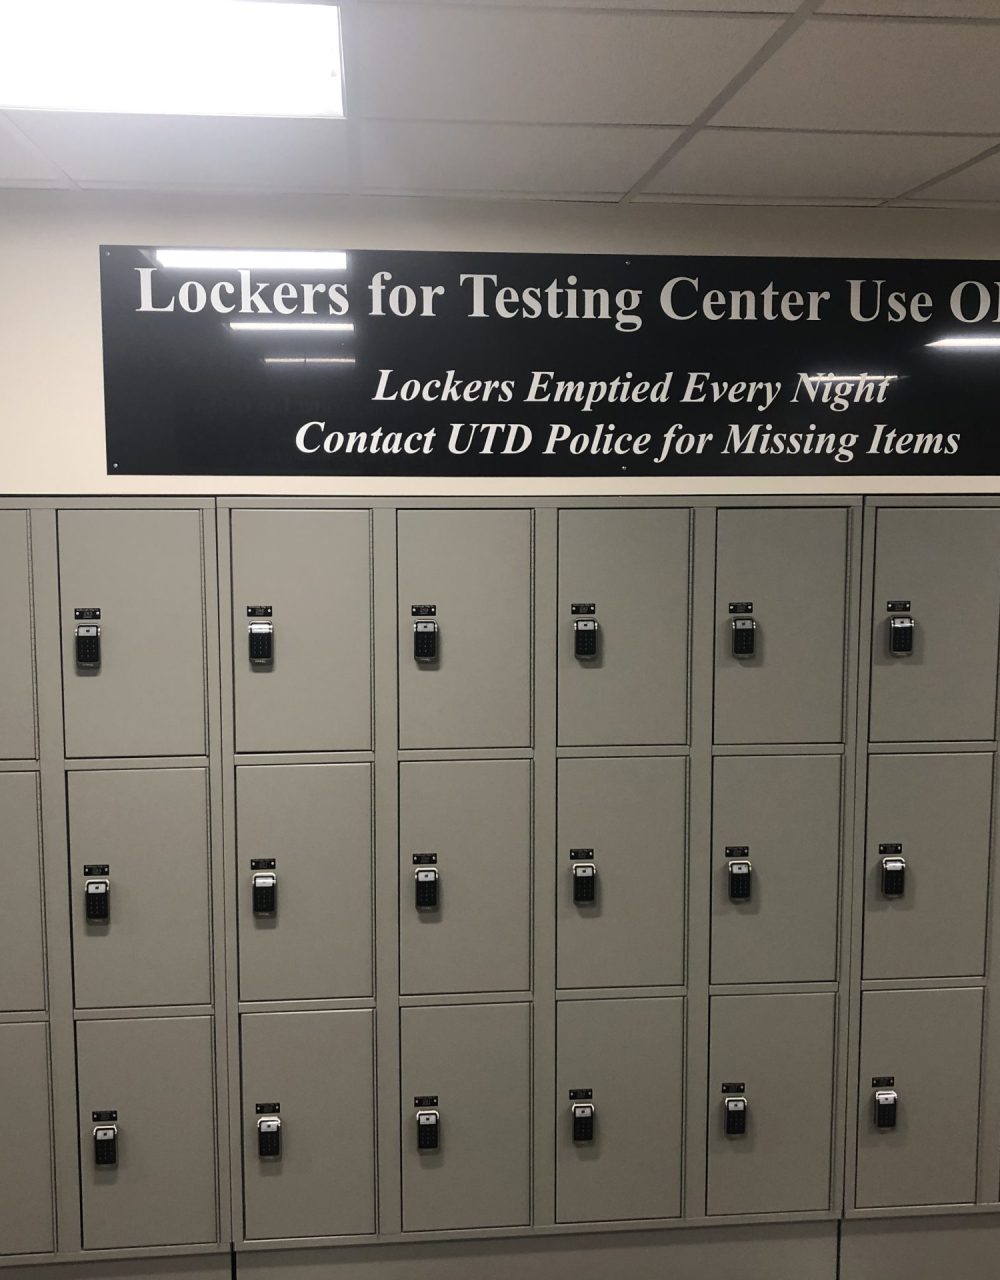 Lockers for Testing Center Use
Lockers Emptied Every Night
Contact UTD Police for Missing Items